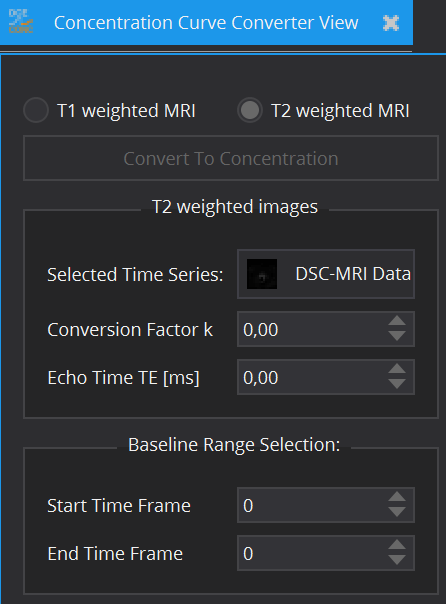 Concentration Curve Converter View
T1 weighted MRI
T2 weighted MRI
Convert To Concentration
T2 weighted images
Selected Time Series:
DSC-MRI Data
Conversion Factor k
0,00
Echo Time TE [ms]
0,00
Baseline Range Selection:
Start Time Frame
0
End Time Frame
0